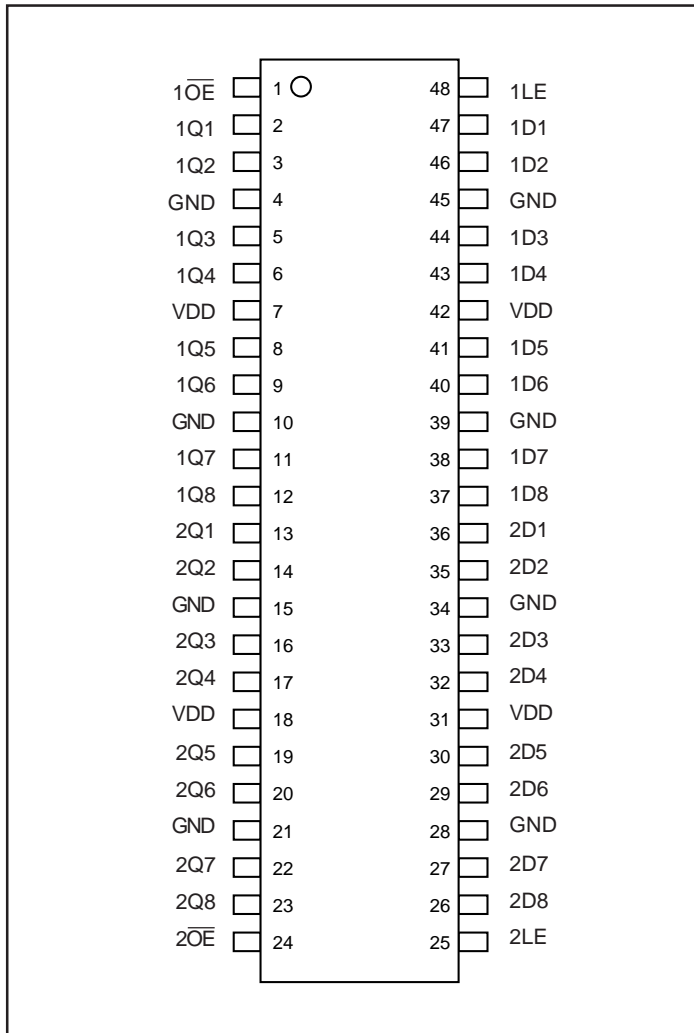 1O̅E̅ 1 48 1LE
1Q1 2 47 1D1
1Q2 3 46 1D2
GND 4 45 GND
1Q3 5 44 1D3
1Q4 6 43 1D4
VDD 7 42 VDD
1Q5 8 41 1D5
1Q6 9 40 1D6
GND 10 39 GND
1Q7 11 38 1D7
1Q8 12 37 1D8
2Q1 13 36 2D1
2Q2 14 35 2D2
GND 15 34 GND
2Q3 16 33 2D3
2Q4 17 32 2D4
VDD 18 31 VDD
2Q5 19 30 2D5
2Q6 20 29 2D6
GND 21 28 GND
2Q7 22 27 2D7
2Q8 23 26 2D8
2O̅E̅ 24 25 2LE